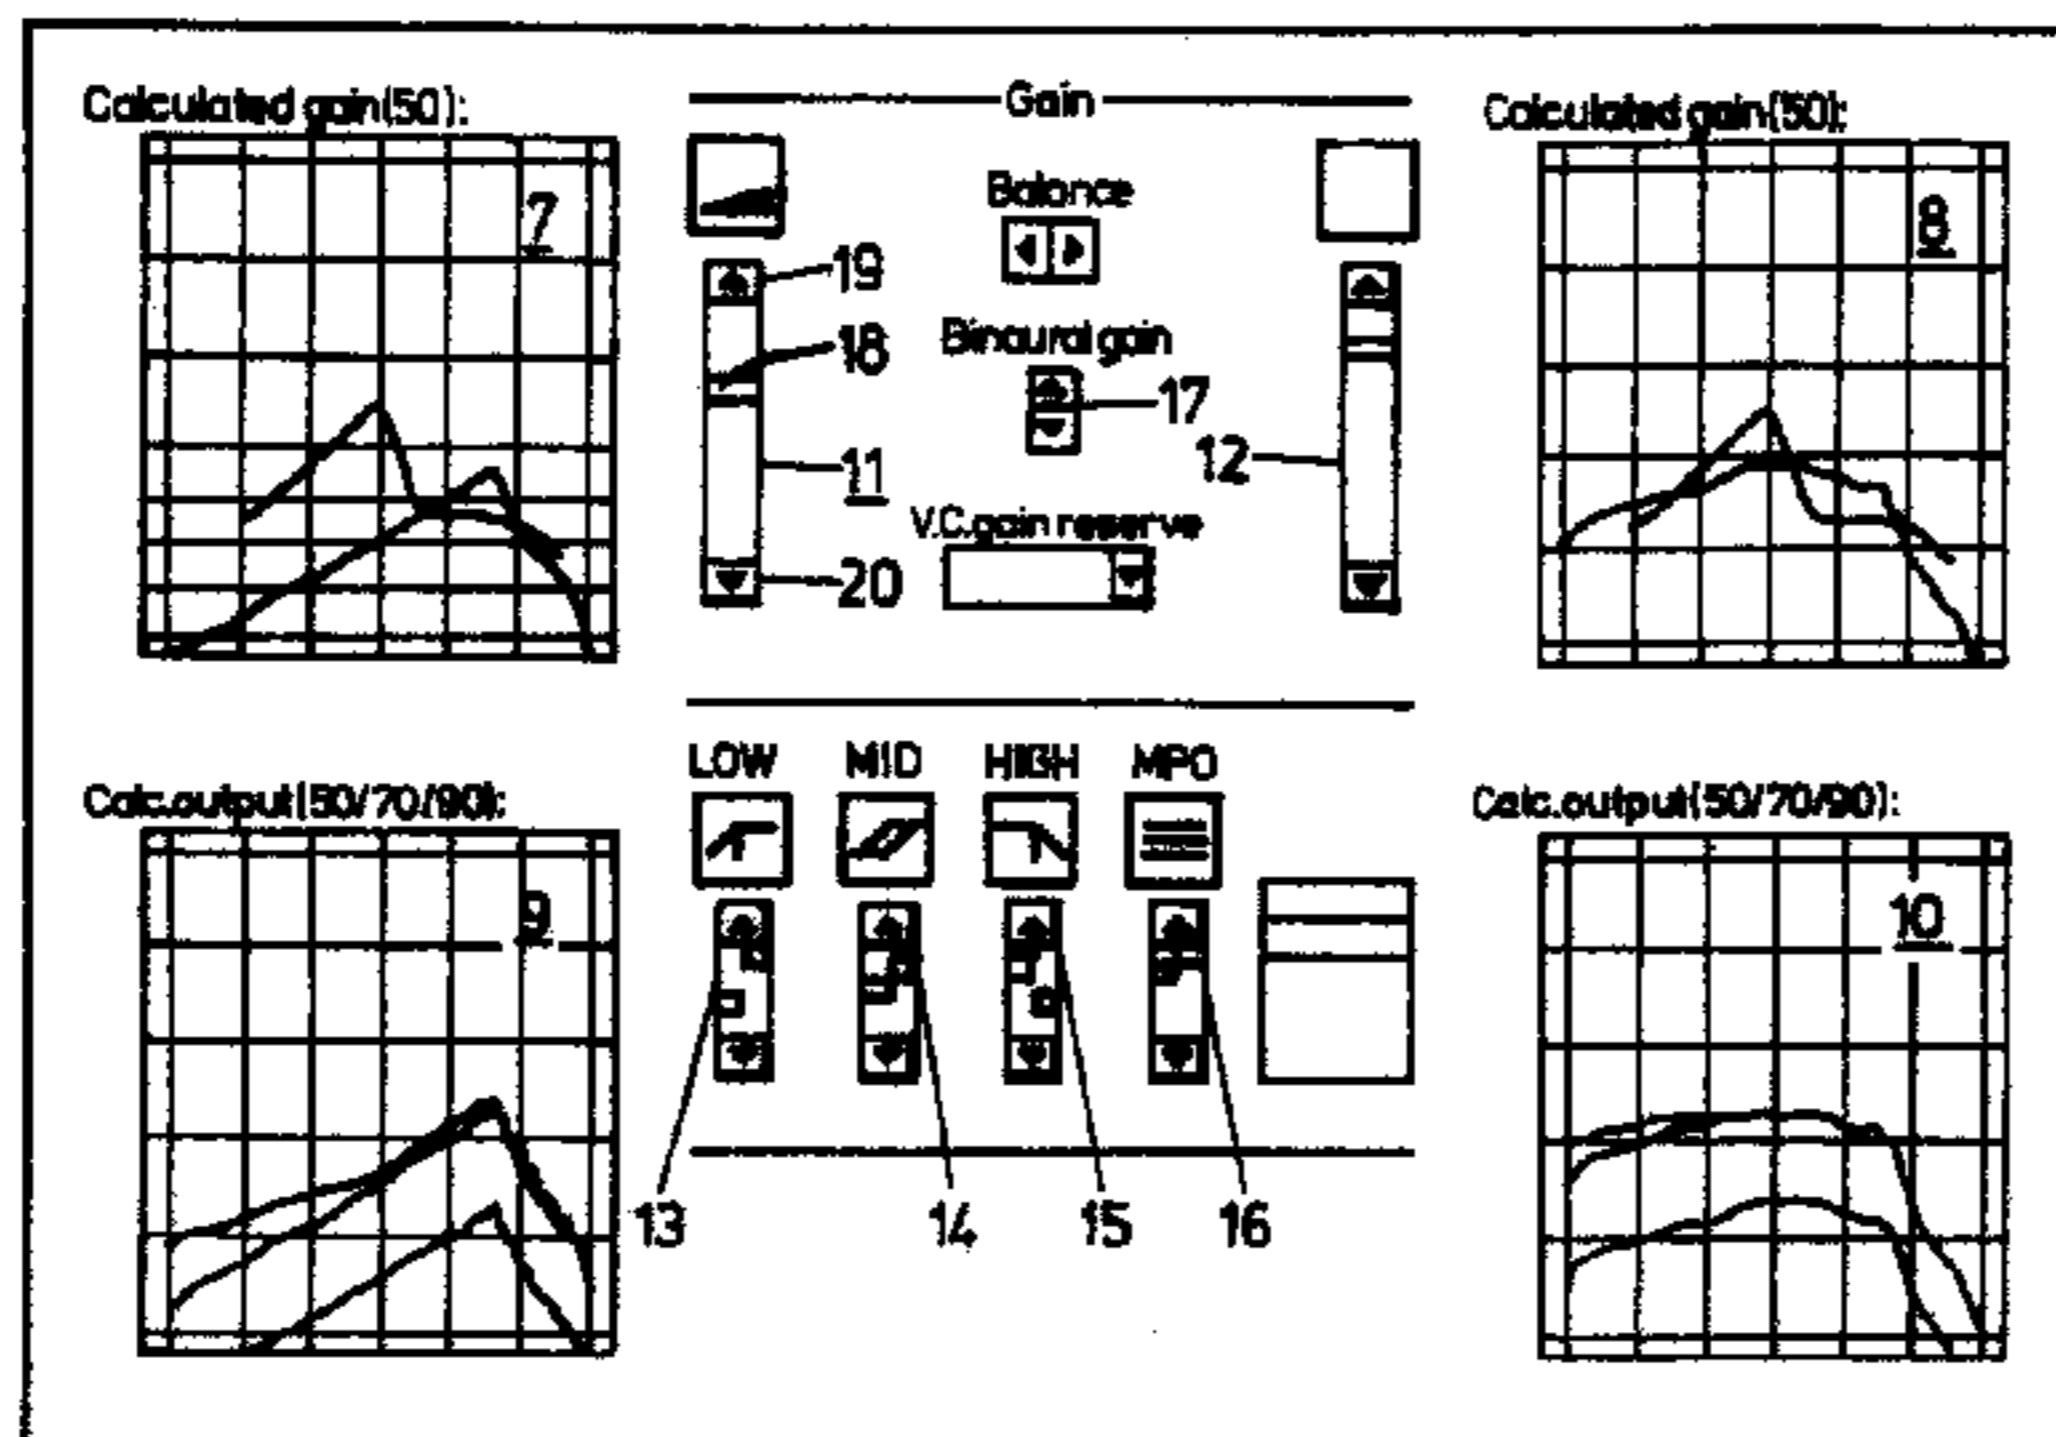 Calculated gain(50):
Gain
Calculated gain(50):
7
Balance
8
19
Binaural gain
18
17
11
12
V.C.gain reserve
20
LOW MID HIGH MPO
Calc.output(50/70/90):
Calc.output(50/70/90):
9
10
13
14
15
16